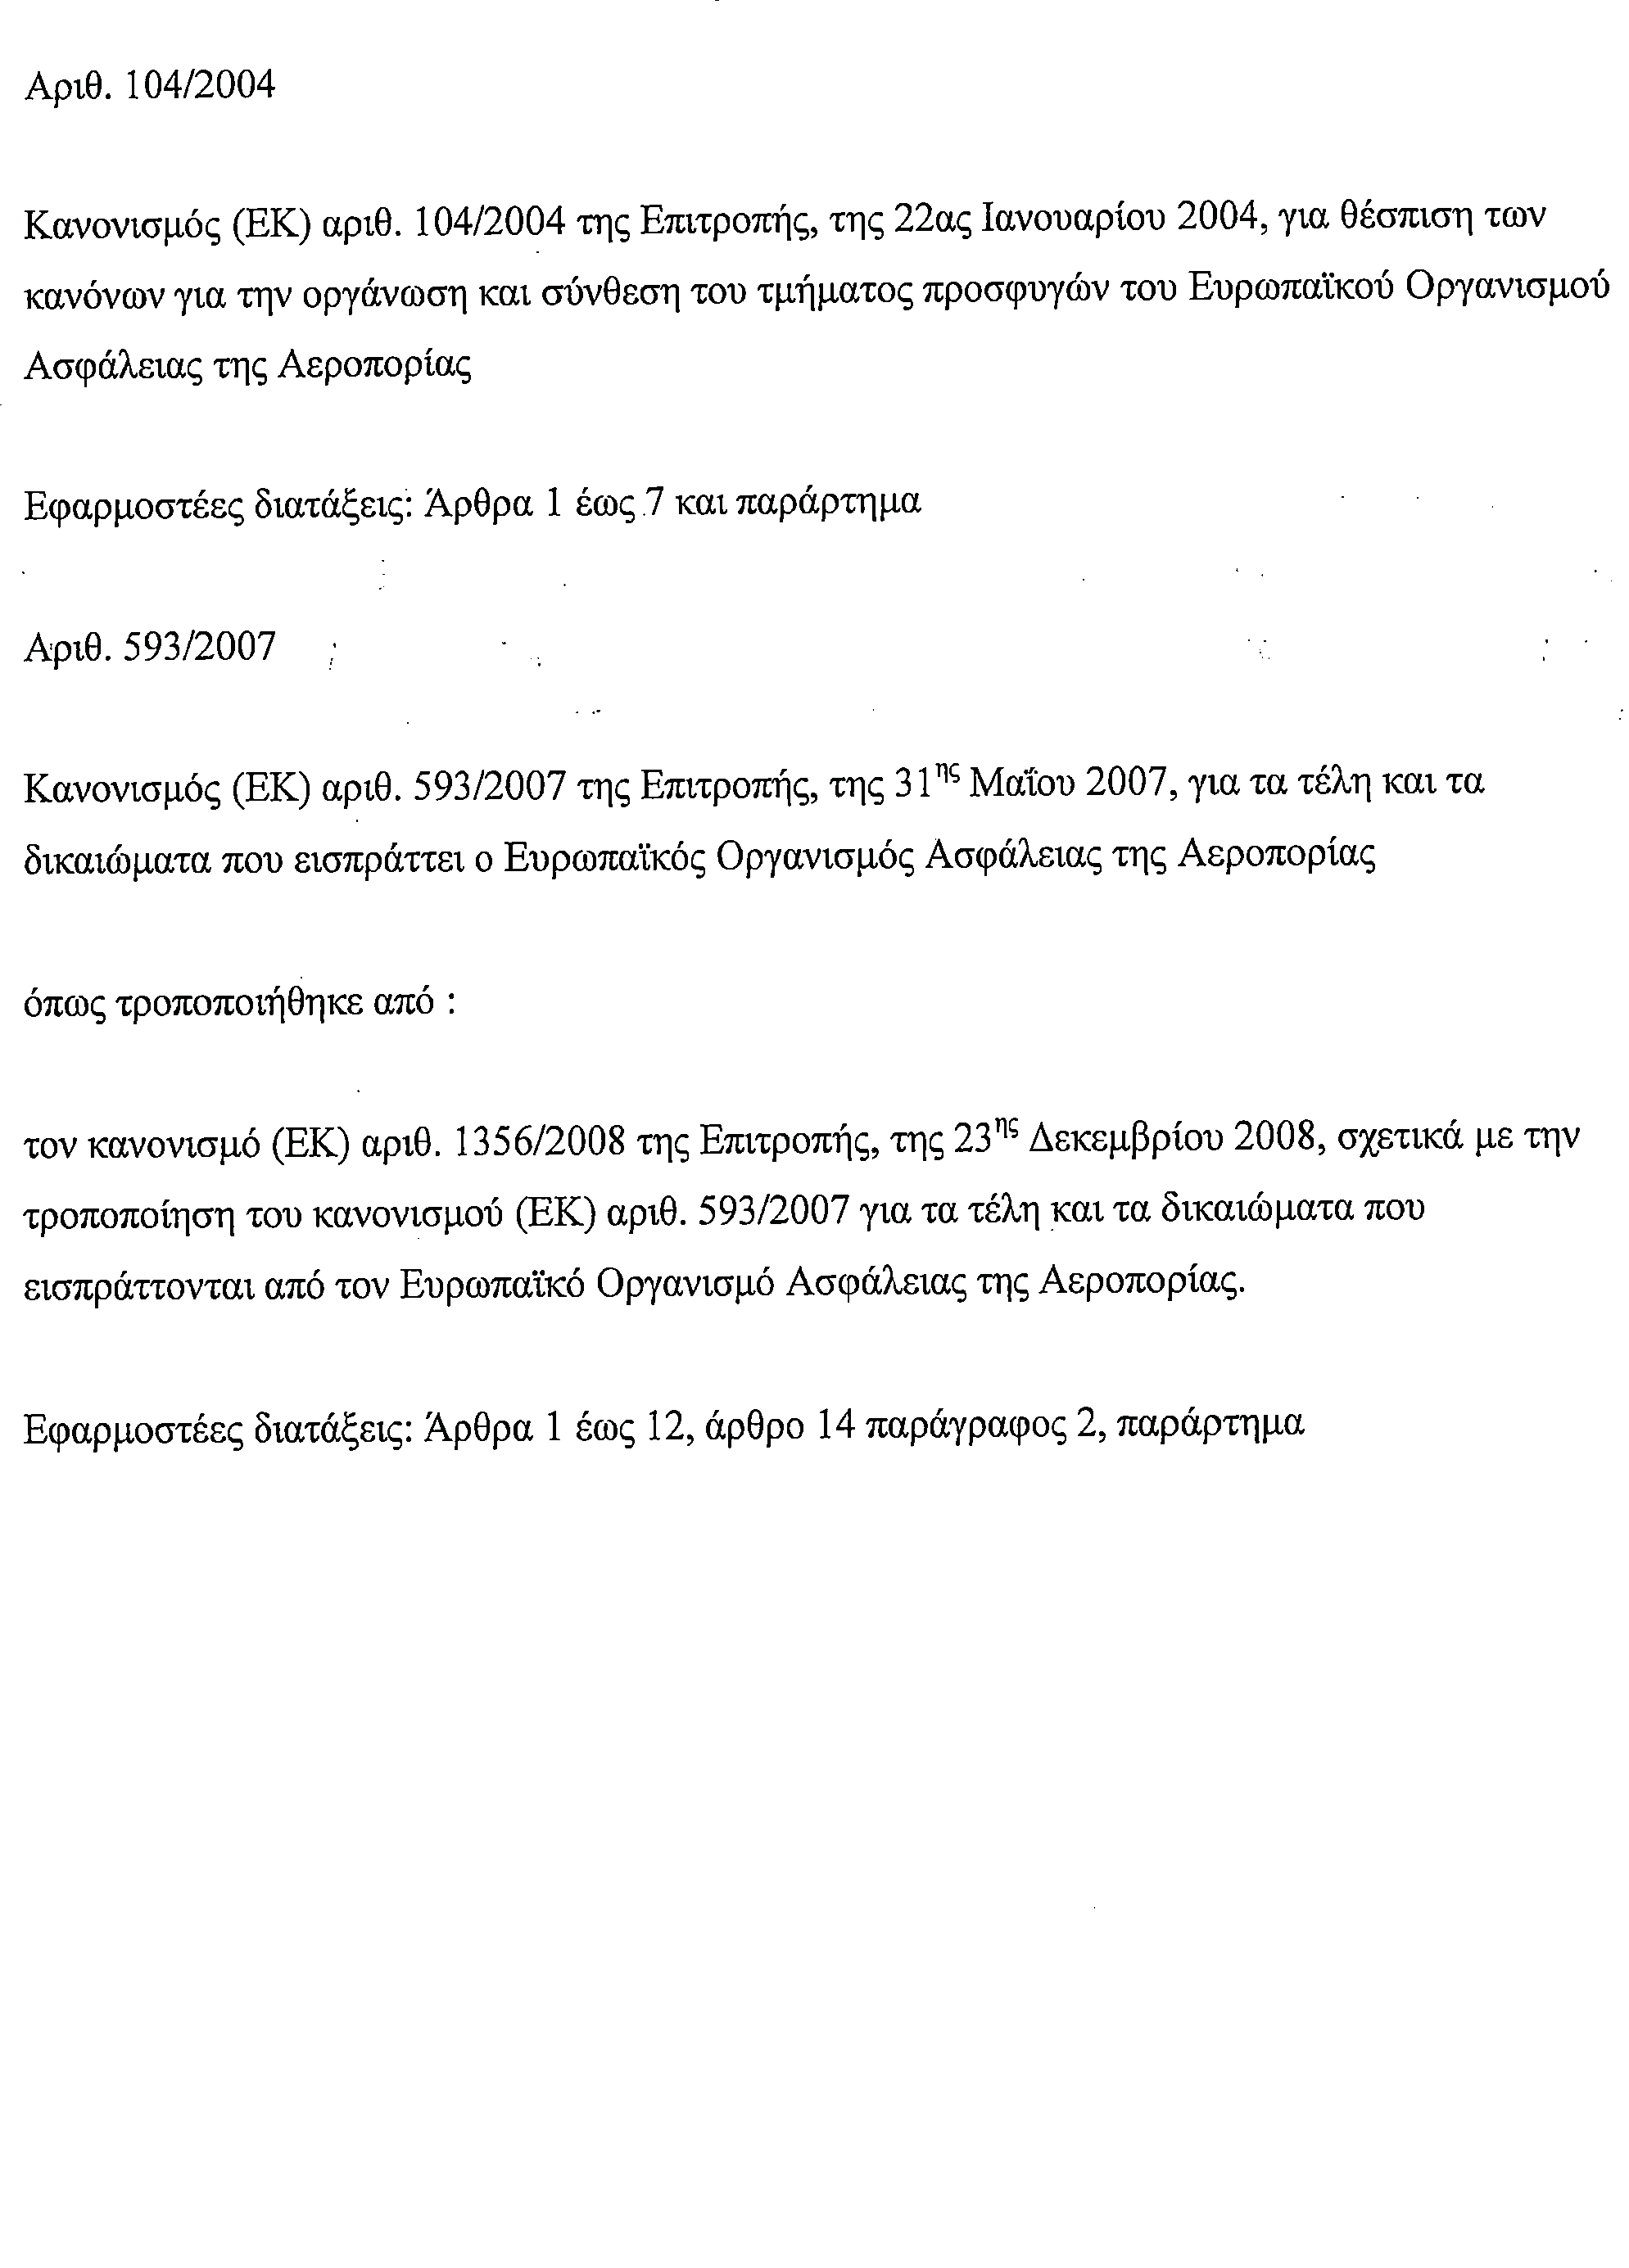 Αριθ. 104/2004
Κανονισμός (ΕΚ) αριθ. 104/2004 της Επιτροπής, της 22ας Ιανουαρίου 2004, για θέσπιση των
κανόνων για την οργάνωση και σύνθεση του τμήματος προσφυγών του Ευρωπαϊκού Οργανισμού
Ασφάλειας της Αεροπορίας
Εφαρμοστέες διατάξεις: Άρθρα 1 έως 7 και παράρτημα
Αριθ. 593/2007
Κανονισμός (ΕΚ) αριθ. 593/2007 της Επιτροπής, της 31ης Μαΐου 2007, για τα τέλη και τα
δικαιώματα που εισπράττει ο Ευρωπαϊκός Οργανισμός Ασφάλειας της Αεροπορίας
όπως τροποποιήθηκε από :
τον κανονισμό (ΕΚ) αριθ. 1356/2008 της Επιτροπής, της 23ης Δεκεμβρίου 2008, σχετικά με την
τροποποίηση του κανονισμού (ΕΚ) αριθ. 593/2007 για τα τέλη και τα δικαιώματα που
εισπράττονται από τον Ευρωπαϊκό Οργανισμό Ασφάλειας της Αεροπορίας.
Εφαρμοστέες διατάξεις: Άρθρα 1 έως 12, άρθρο 14 παράγραφος 2, παράρτημα